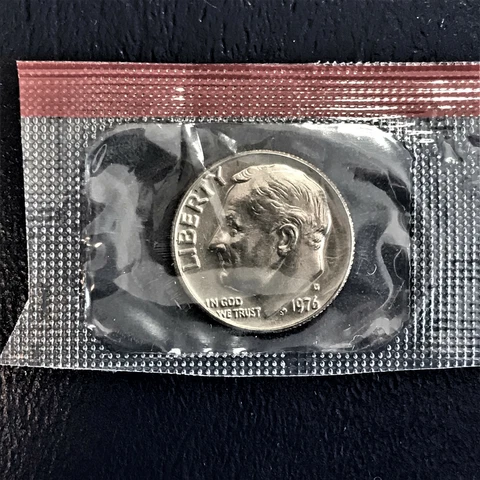 LIBERTY
IN GOD
WE TRUST
1976